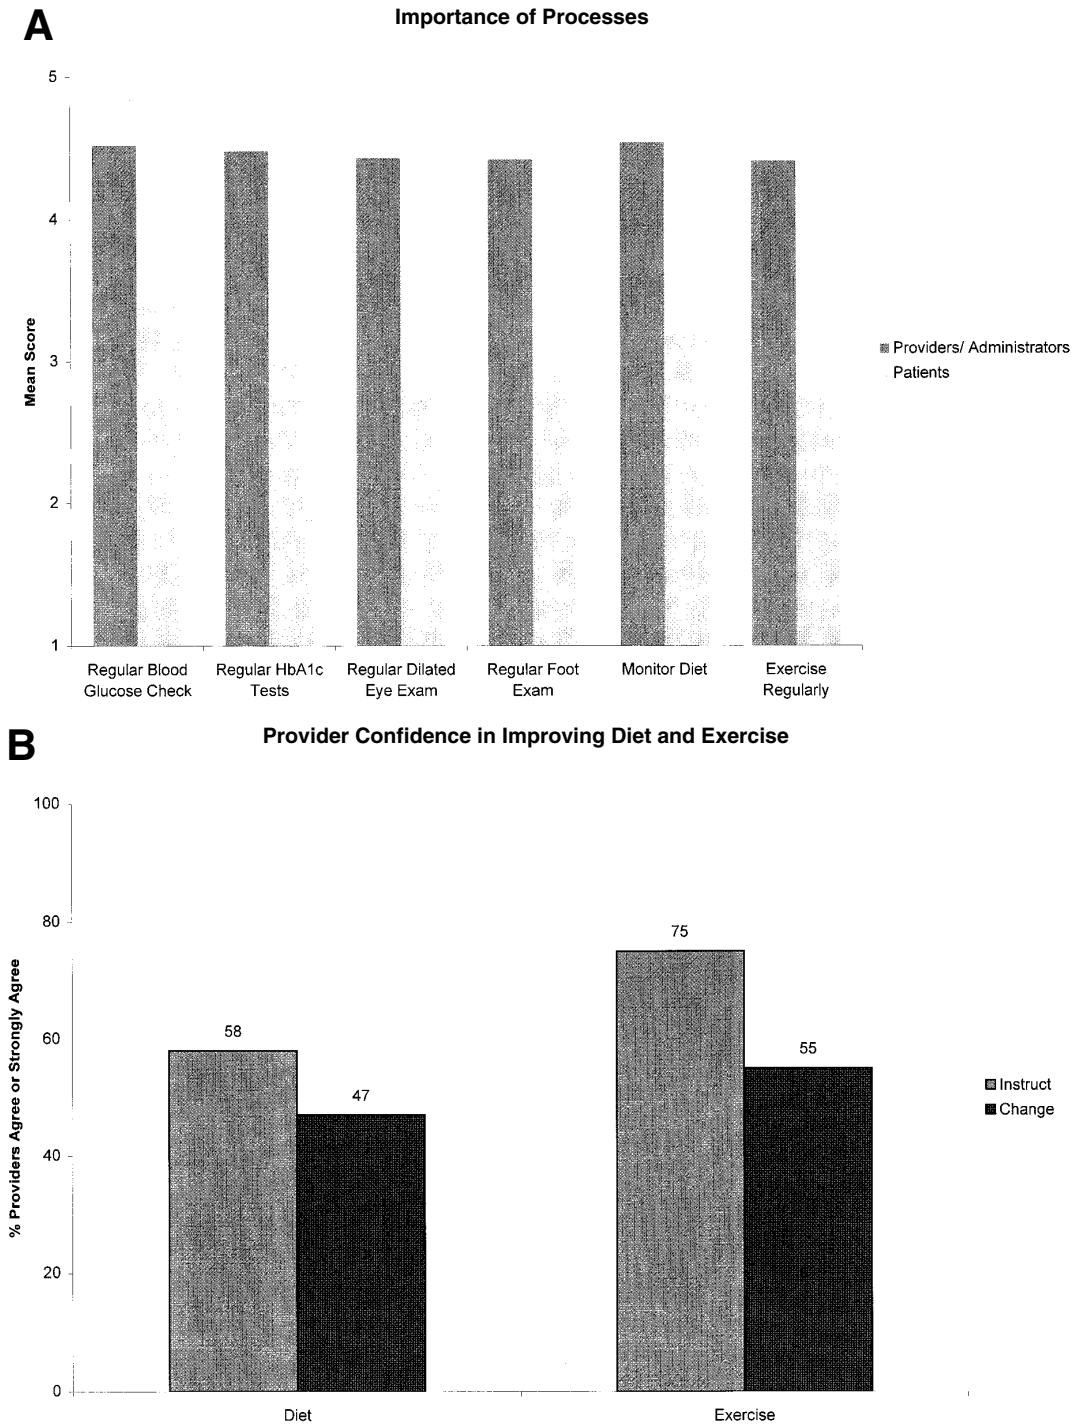 A
Importance of Processes
5
4
3
2
1
Mean Score
Providers/ Administrators
Patients
Regular Blood
Glucose Check
Regular HbA1c
Tests
Regular Dilated
Eye Exam
Regular Foot
Exam
Monitor Diet
Exercise
Regularly
B
Provider Confidence in Improving Diet and Exercise
100
80
60
40
20
0
% Providers Agree or Strongly Agree
58
47
75
55
Instruct
Change
Diet
Exercise